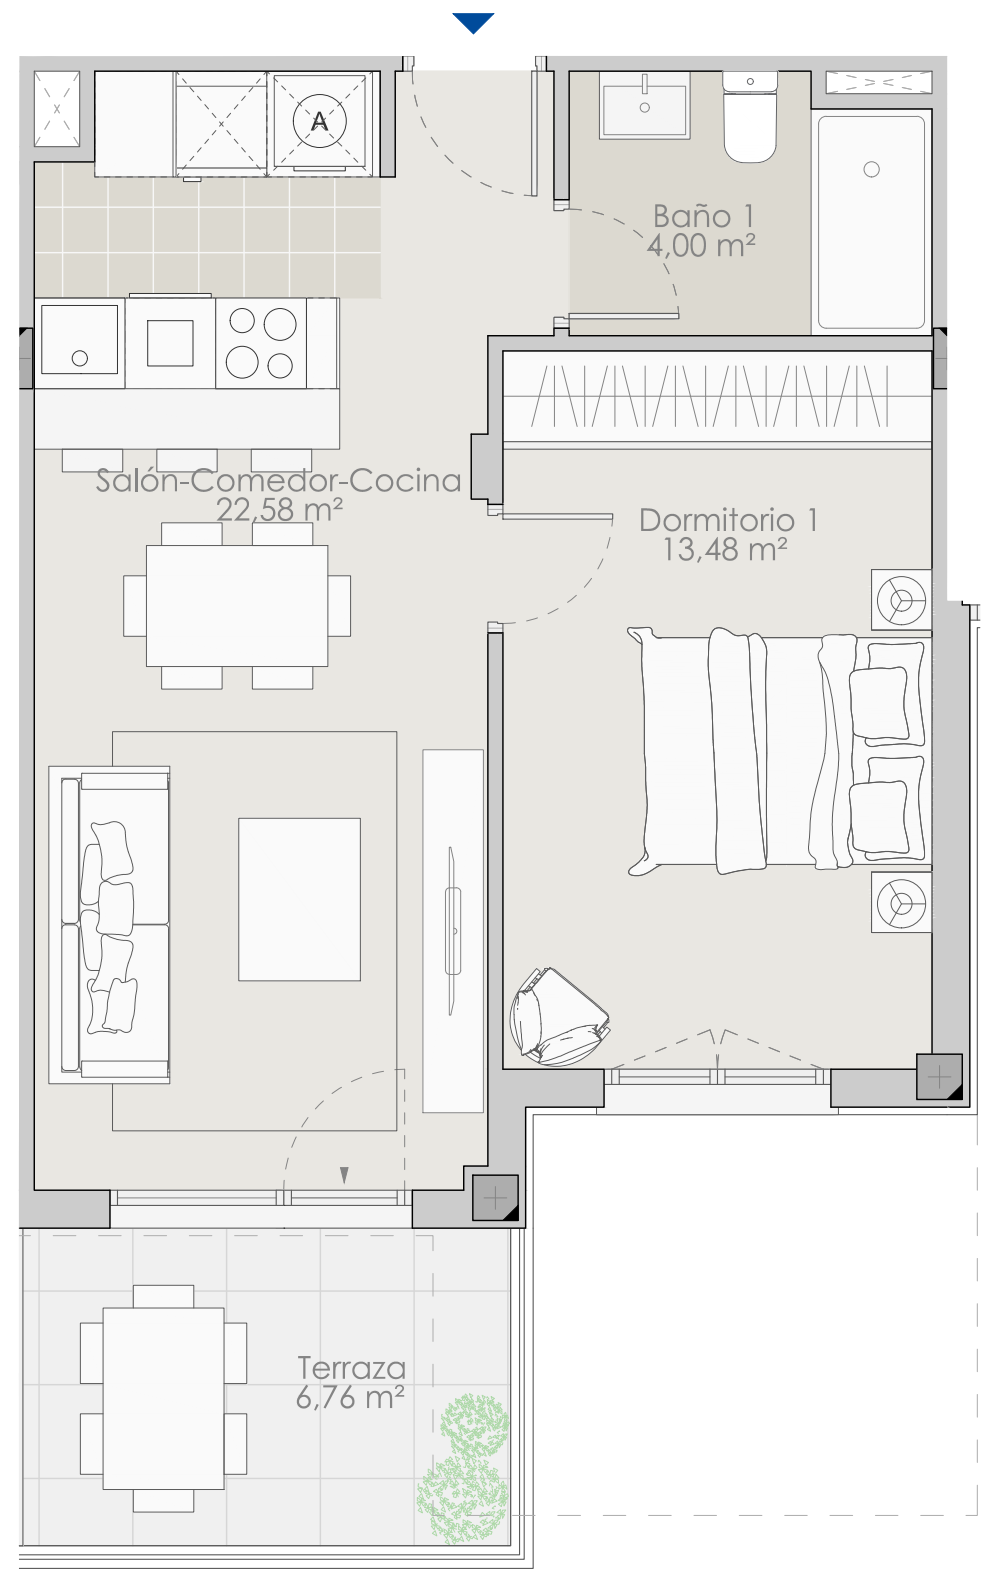 A
Baño 1
4,00 m²
Salón-Comedor-Cocina
22,58 m²
Dormitorio 1
13,48 m²
Terraza
6,76 m²